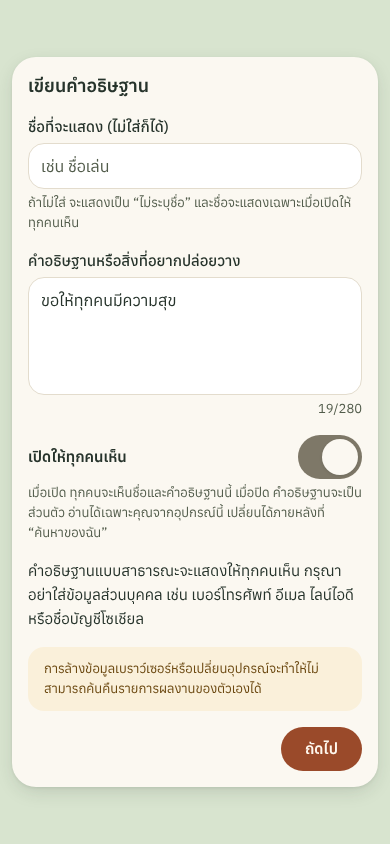 เขียนคำอธิษฐาน
ชื่อที่จะแสดง (ไม่ใส่ก็ได้)
เช่น ชื่อเล่น
ถ้าไม่ใส่ จะแสดงเป็น “ไม่ระบุชื่อ” และชื่อจะแสดงเฉพาะเมื่อเปิดให้
ทุกคนเห็น
คำอธิษฐานหรือสิ่งที่อยากปล่อยวาง
ขอให้ทุกคนมีความสุข
19/280
เปิดให้ทุกคนเห็น
เมื่อเปิด ทุกคนจะเห็นชื่อและคำอธิษฐานนี้ เมื่อปิด คำอธิษฐานจะเป็น
ส่วนตัว อ่านได้เฉพาะคุณจากอุปกรณ์นี้ เปลี่ยนได้ภายหลังที่
“ค้นหาของฉัน”
คำอธิษฐานแบบสาธารณะจะแสดงให้ทุกคนเห็น กรุณา
อย่าใส่ข้อมูลส่วนบุคคล เช่น เบอร์โทรศัพท์ อีเมล ไลน์ไอดี
หรือชื่อบัญชีโซเชียล
การล้างข้อมูลเบราว์เซอร์หรือเปลี่ยนอุปกรณ์จะทำให้ไม่
สามารถค้นคืนรายการผลงานของตัวเองได้
ถัดไป